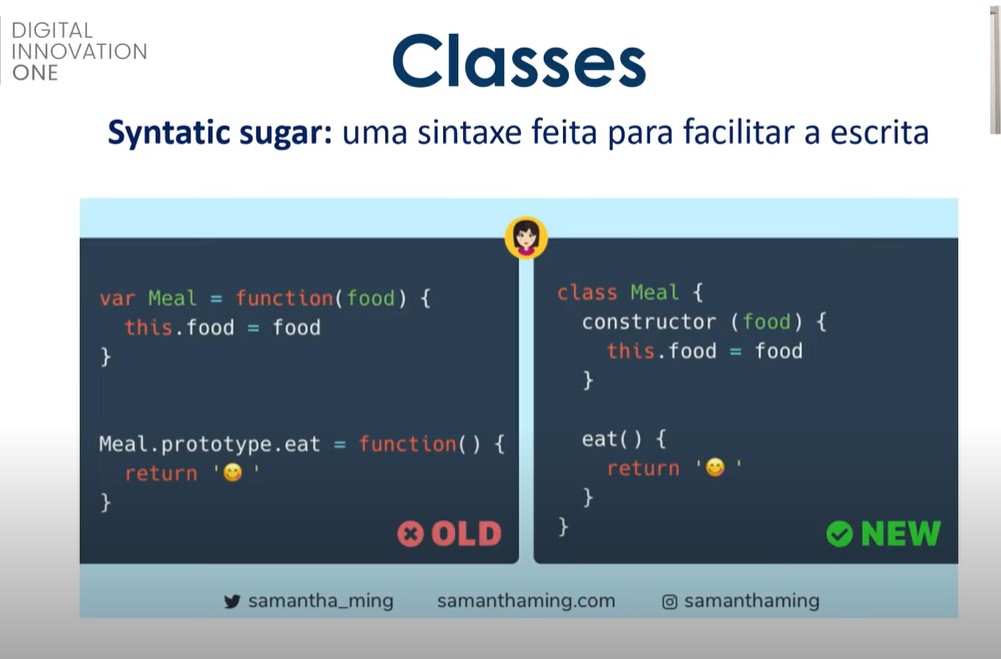 DIGITAL
INNOVATION
ONE
Classes
Syntatic sugar: uma sintaxe feita para facilitar a escrita
var Meal = function(food) {
this.food = food
}
Meal.prototype.eat = function() {
return '😋 '
}
OLD
class Meal {
constructor (food) {
this.food = food
}
eat() {
return '😋 '
}
}
NEW
samantha_ming
samanthaming.com
samanthaming